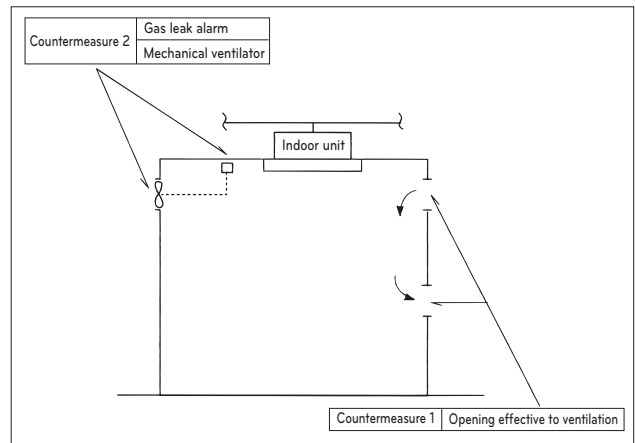 Countermeasure 2
Gas leak alarm
Mechanical ventilator
Indoor unit
Countermeasure 1
Opening effective to ventilation